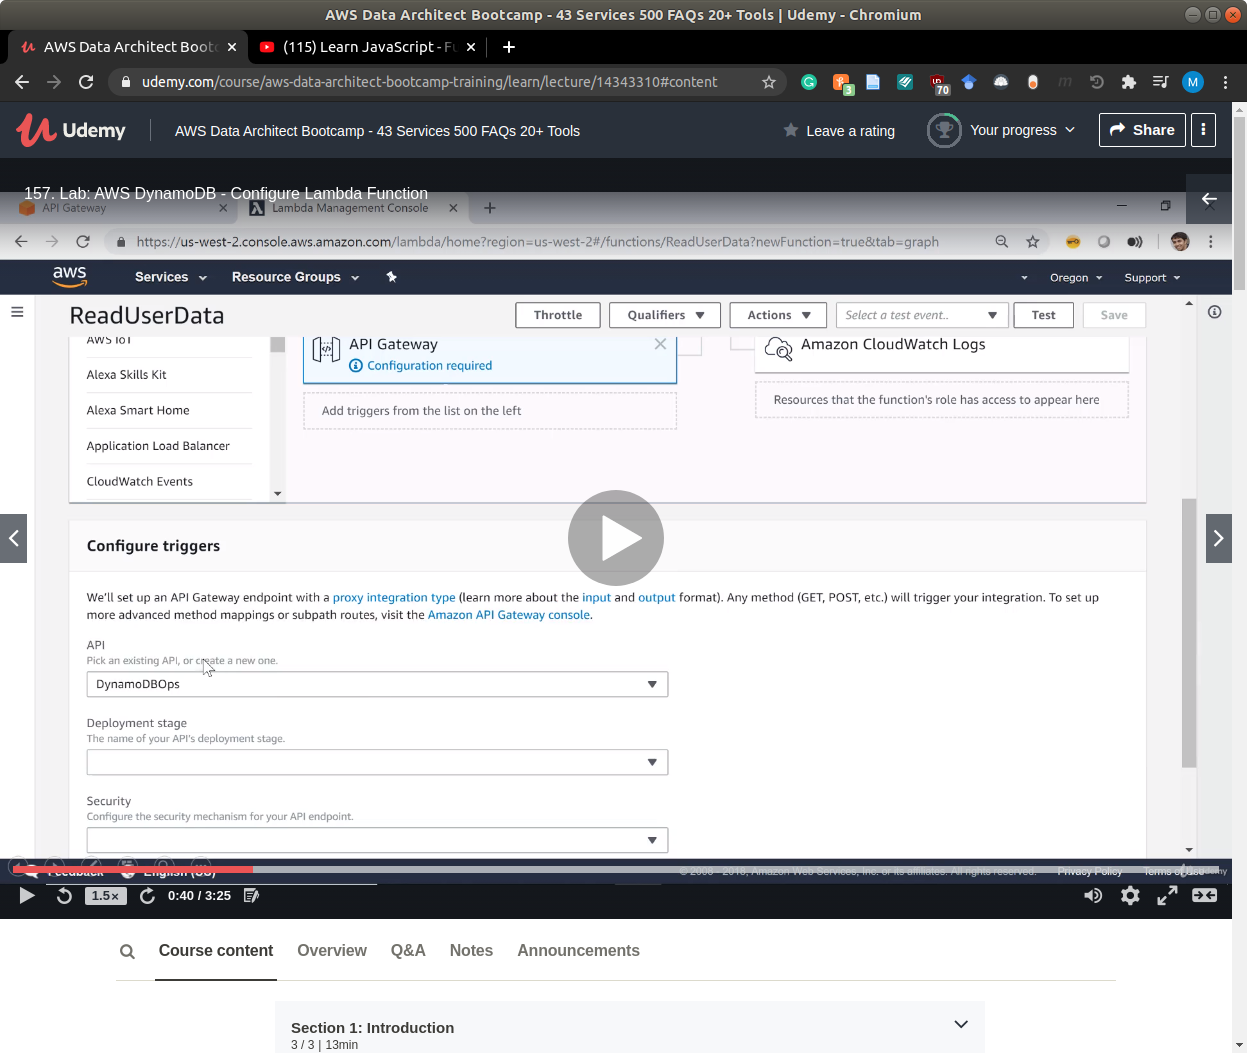 AWS Data Architect Bootcamp - 43 Services 500 FAQs 20+ Tools | Udemy - Chromium
AWS Data Architect Bootc
(115) Learn JavaScript - Fu
udemy.com/course/aws-data-architect-bootcamp-training/learn/lecture/14343310#content
3
70
M
Udemy
AWS Data Architect Bootcamp - 43 Services 500 FAQs 20+ Tools
Leave a rating
Your progress
Share
157. Lab: AWS DynamoDB - Configure Lambda Function
API Gateway
Lambda Management Console
https://us-west-2.console.aws.amazon.com/lambda/home?region=us-west-2#/functions/ReadUserData?newFunction=true&tab=graph
aws
Services
Resource Groups
Oregon
Support
ReadUserData
Throttle
Qualifiers
Actions
Select a test event..
Test
Save
AWS IoT
Alexa Skills Kit
Alexa Smart Home
Application Load Balancer
CloudWatch Events
API Gateway
Configuration required
Add triggers from the list on the left
Amazon CloudWatch Logs
Resources that the function's role has access to appear here
Configure triggers
We'll set up an API Gateway endpoint with a proxy integration type (learn more about the input and output format). Any method (GET, POST, etc.) will trigger your integration. To set up
more advanced method mappings or subpath routes, visit the Amazon API Gateway console.
API
Pick an existing API, or create a new one.
DynamoDBOps
Deployment stage
The name of your API's deployment stage.
Security
Configure the security mechanism for your API endpoint.
Feedback
English (US)
© 2008 - 2018, Amazon Web Services, Inc. or its affiliates. All rights reserved.
Privacy Policy
Terms of Use
1.5×
0:40 / 3:25
Course content
Overview
Q&A
Notes
Announcements
Section 1: Introduction
3 / 3 | 13min